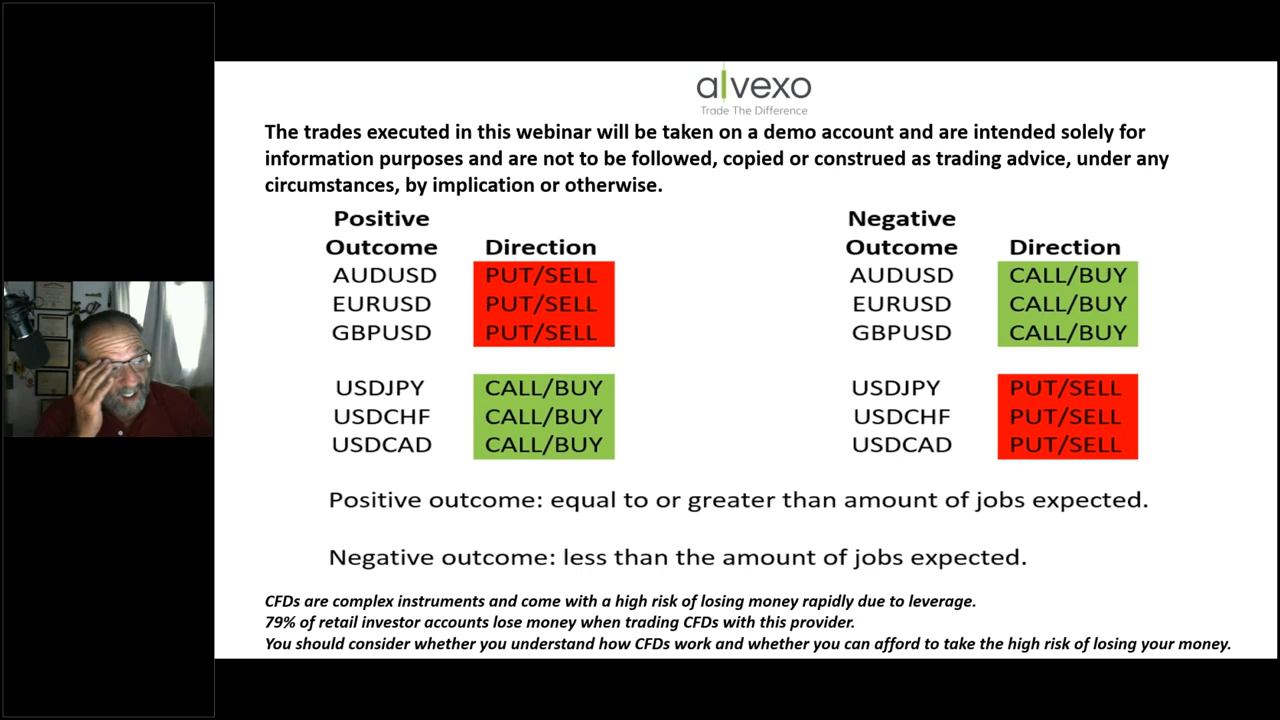 alvexo
Trade The Difference
The trades executed in this webinar will be taken on a demo account and are intended solely for
information purposes and are not to be followed, copied or construed as trading advice, under any
circumstances, by implication or otherwise.
Positive
Outcome Direction
AUDUSD PUT/SELL
EURUSD PUT/SELL
GBPUSD PUT/SELL
USDJPY CALL/BUY
USDCHF CALL/BUY
USDCAD CALL/BUY
Negative
Outcome Direction
AUDUSD CALL/BUY
EURUSD CALL/BUY
GBPUSD CALL/BUY
USDJPY PUT/SELL
USDCHF PUT/SELL
USDCAD PUT/SELL
Positive outcome: equal to or greater than amount of jobs expected.
Negative outcome: less than the amount of jobs expected.
CFDs are complex instruments and come with a high risk of losing money rapidly due to leverage.
79% of retail investor accounts lose money when trading CFDs with this provider.
You should consider whether you understand how CFDs work and whether you can afford to take the high risk of losing your money.